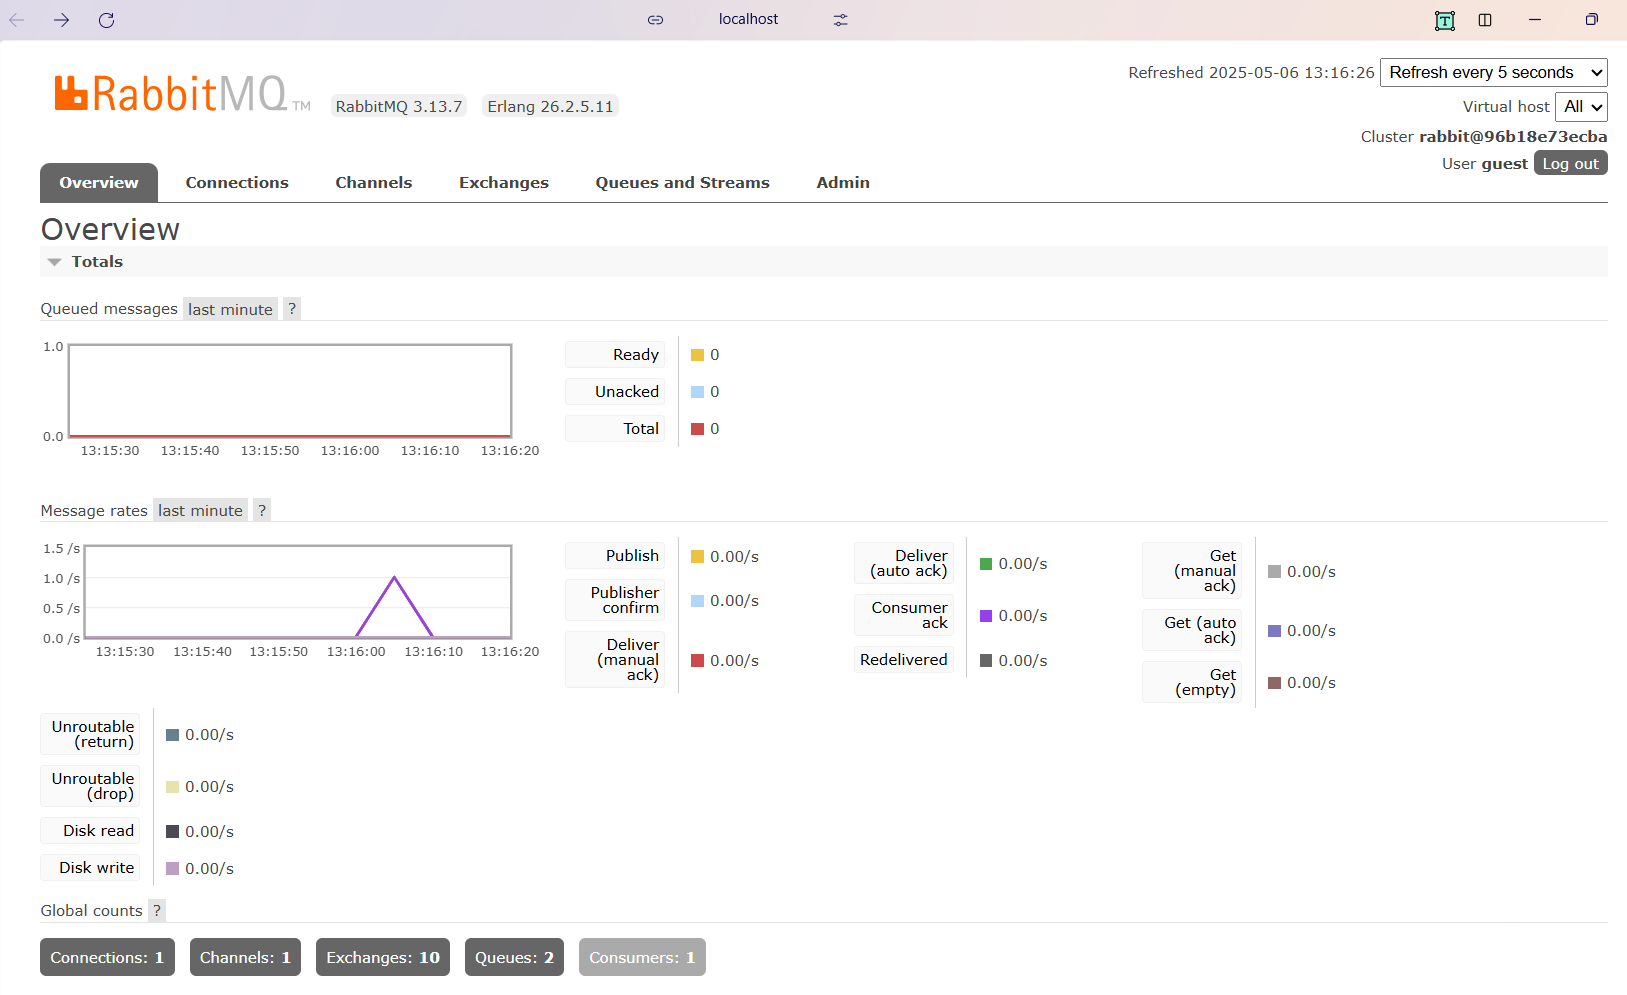 localhost
T
RabbitMQ TM
RabbitMQ 3.13.7 Erlang 26.2.5.11
Refreshed 2025-05-06 13:16:26 Refresh every 5 seconds
Virtual host All
Cluster rabbit@96b18e73ecba
User guest Log out
Overview Connections Channels Exchanges Queues and Streams Admin
Overview
Totals
Queued messages last minute ?
1.0
0.0
13:15:30 13:15:40 13:15:50 13:16:00 13:16:10 13:16:20
Ready 0
Unacked 0
Total 0
Message rates last minute ?
1.5 /s
1.0 /s
0.5 /s
0.0 /s
13:15:30 13:15:40 13:15:50 13:16:00 13:16:10 13:16:20
Publish 0.00/s
Publisher
confirm 0.00/s
Deliver
(manual
ack) 0.00/s
Deliver
(auto ack) 0.00/s
Consumer
ack 0.00/s
Redelivered 0.00/s
Get
(manual
ack) 0.00/s
Get (auto
ack) 0.00/s
Get
(empty) 0.00/s
Unroutable
(return) 0.00/s
Unroutable
(drop) 0.00/s
Disk read 0.00/s
Disk write 0.00/s
Global counts ?
Connections: 1 Channels: 1 Exchanges: 10 Queues: 2 Consumers: 1